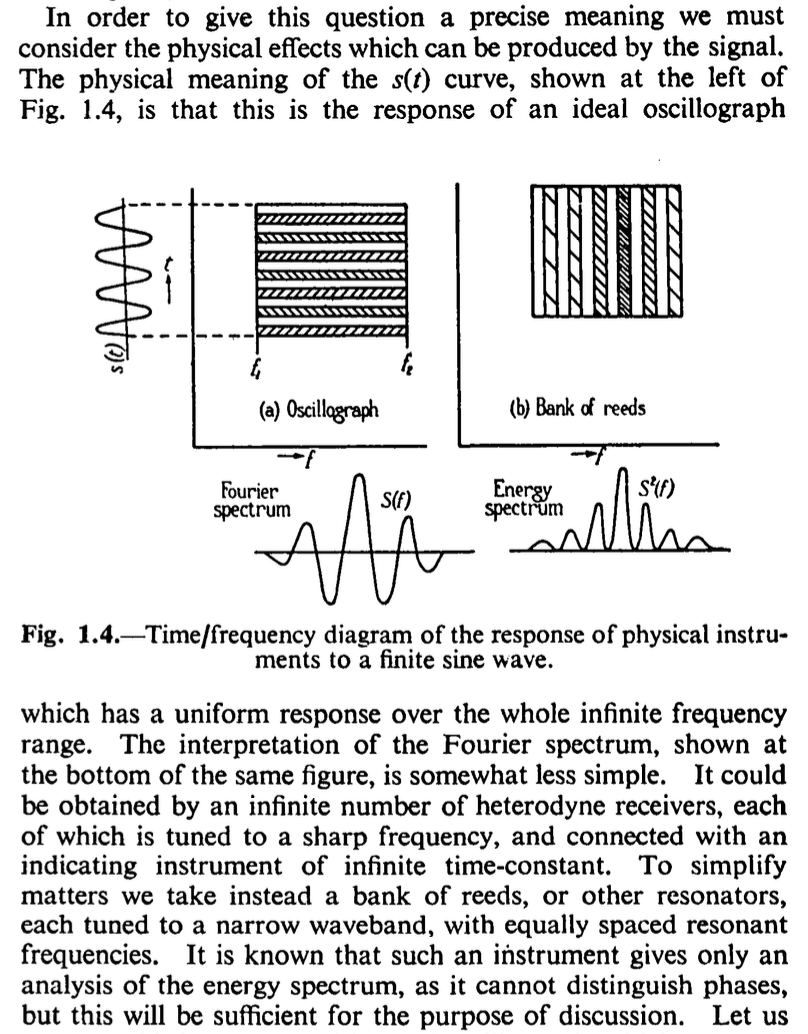 In order to give this question a precise meaning we must
consider the physical effects which can be produced by the signal.
The physical meaning of the s(t) curve, shown at the left of
Fig. 1.4, is that this is the response of an ideal oscillograph
s(t)
t
f₁
f₂
(a) Oscillograph
(b) Bank of reeds
f
f
Fourier
spectrum
S(f)
Energy
spectrum
S²(f)
Fig. 1.4.—Time/frequency diagram of the response of physical instru-
ments to a finite sine wave.
which has a uniform response over the whole infinite frequency
range. The interpretation of the Fourier spectrum, shown at
the bottom of the same figure, is somewhat less simple. It could
be obtained by an infinite number of heterodyne receivers, each
of which is tuned to a sharp frequency, and connected with an
indicating instrument of infinite time-constant. To simplify
matters we take instead a bank of reeds, or other resonators,
each tuned to a narrow waveband, with equally spaced resonant
frequencies. It is known that such an instrument gives only an
analysis of the energy spectrum, as it cannot distinguish phases,
but this will be sufficient for the purpose of discussion. Let us